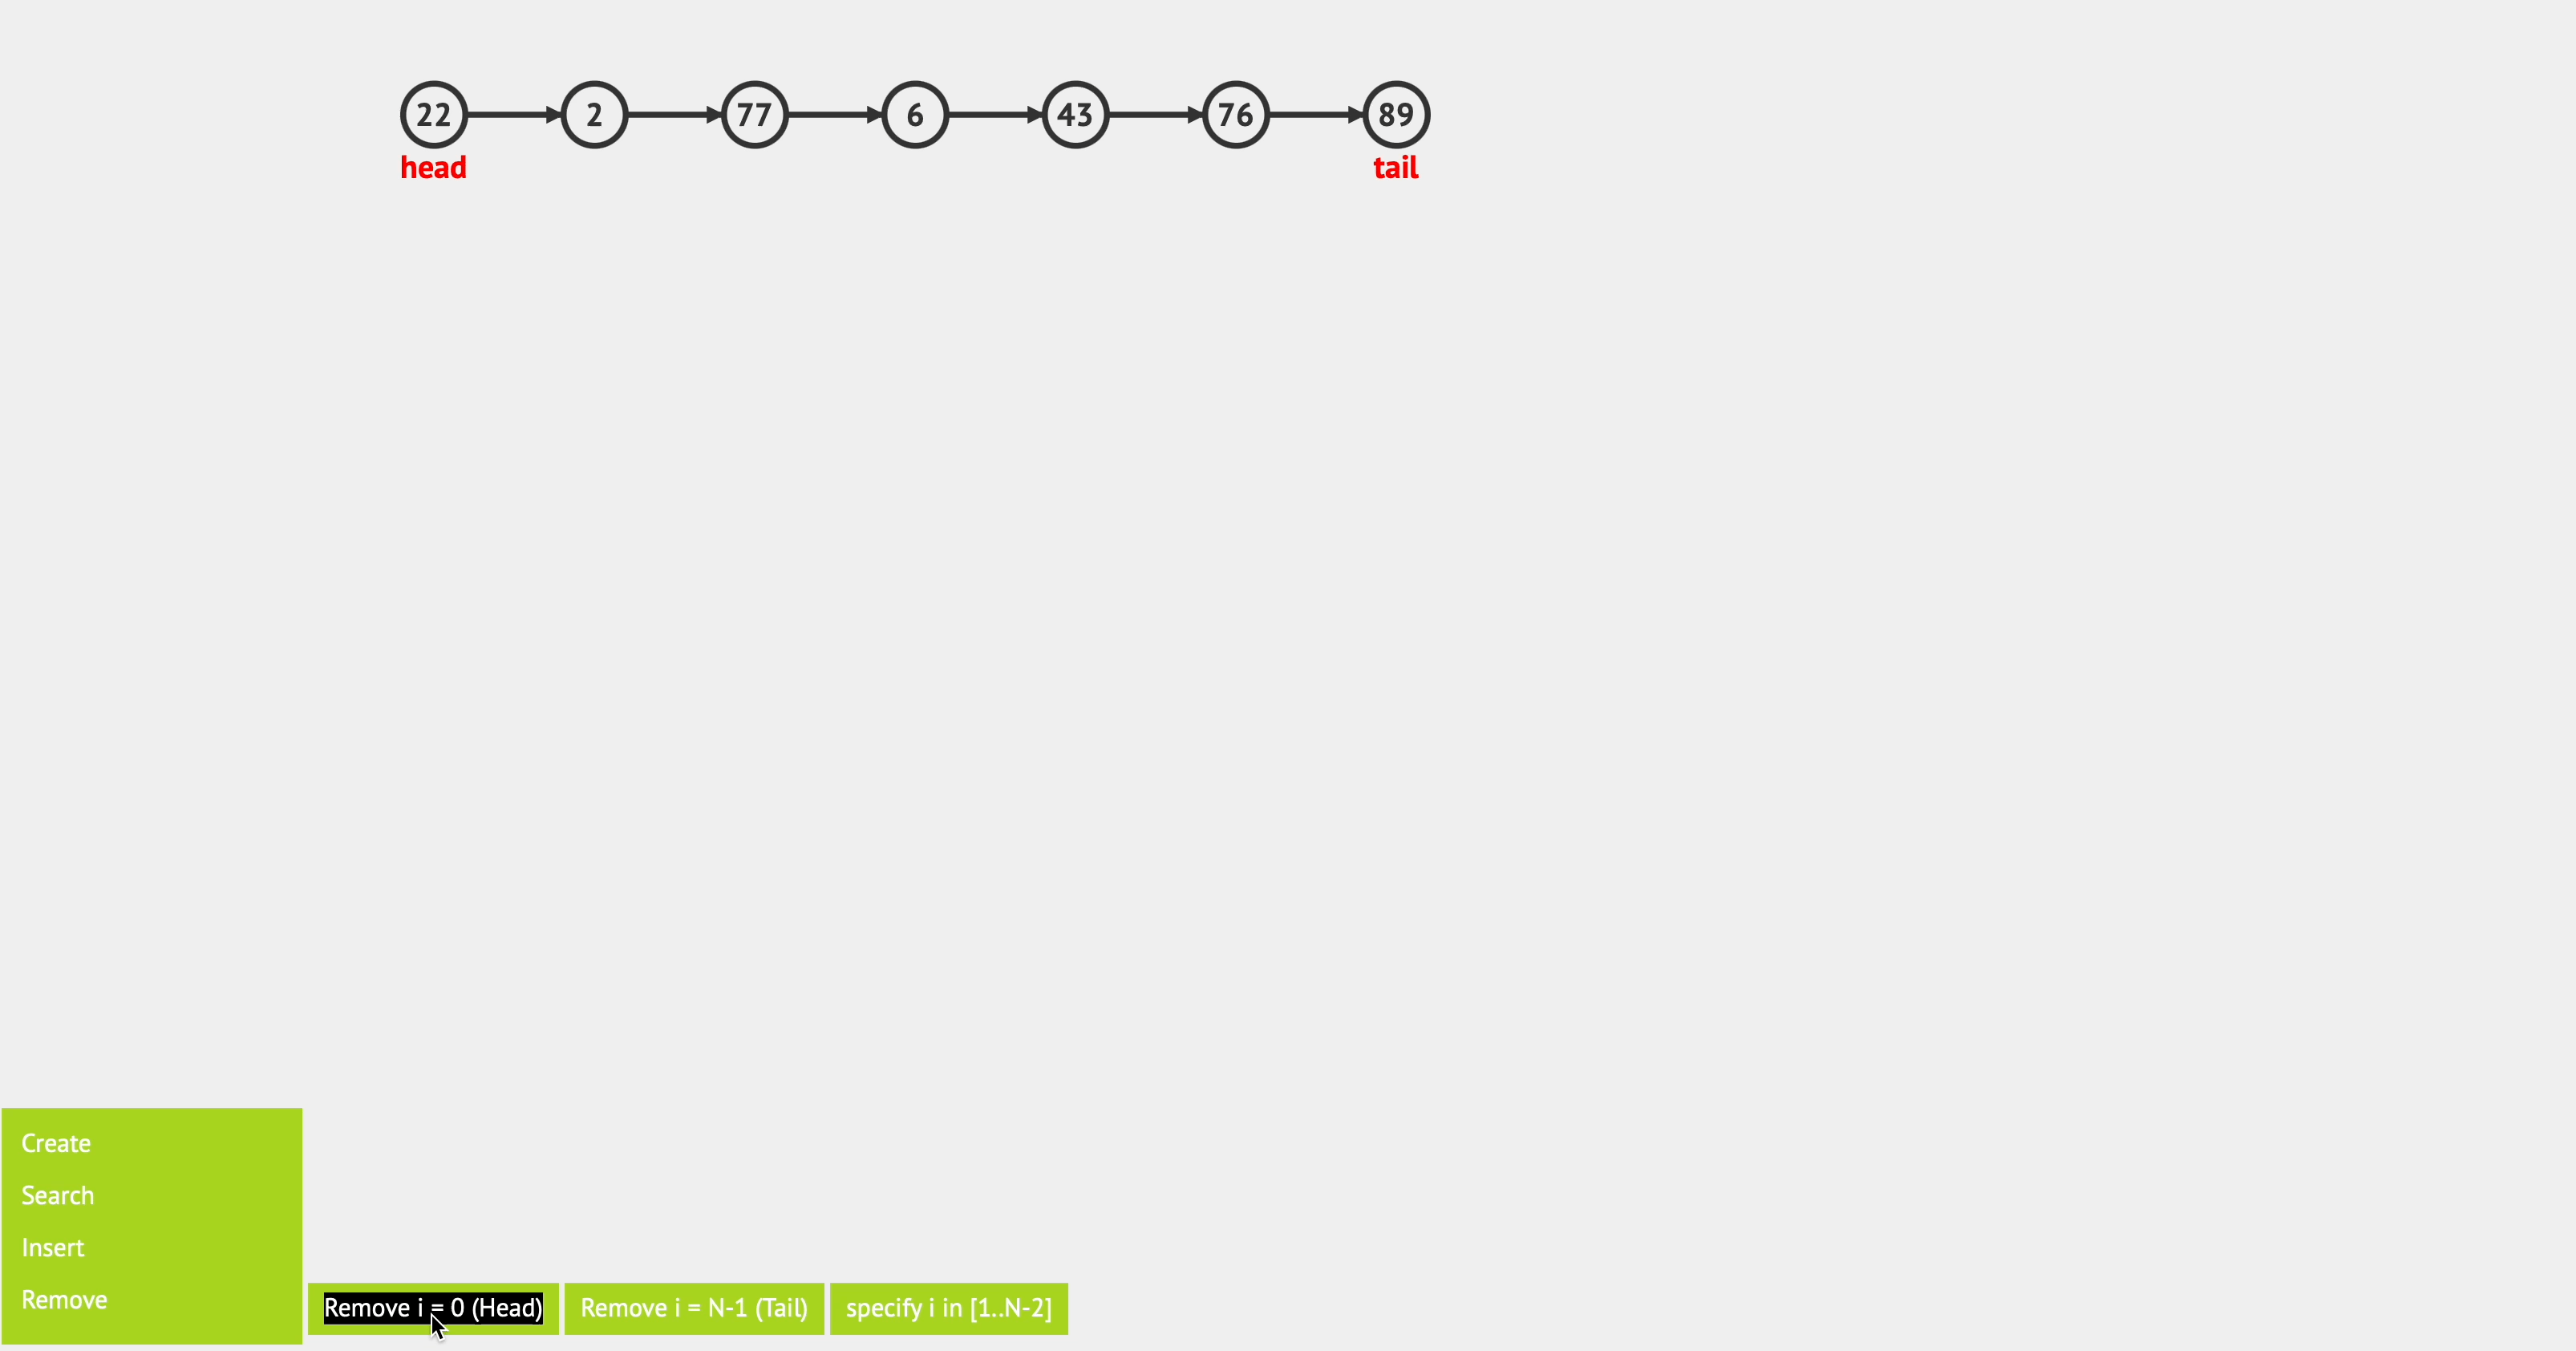 22 2 77 6 43 76 89
head tail
Create
Search
Insert
Remove
Remove i = 0 (Head) Remove i = N-1 (Tail) specify i in [1..N-2]